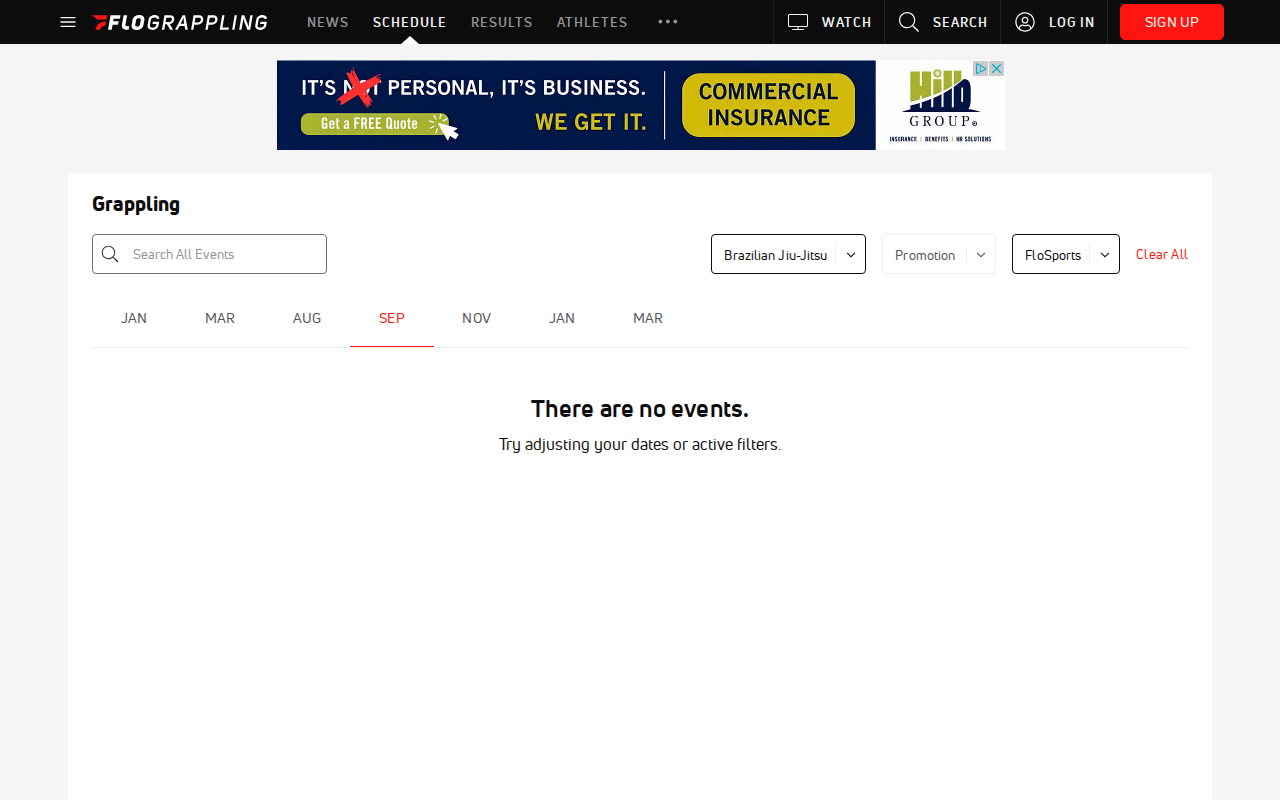 FLOGRAPPLING
NEWS
SCHEDULE
RESULTS
ATHLETES
WATCH
SEARCH
LOG IN
SIGN UP
IT'S NOT PERSONAL, IT'S BUSINESS.
Get a FREE Quote
WE GET IT.
COMMERCIAL
INSURANCE
Hill
GROUP
INSURANCE | BENEFITS | HR SOLUTIONS
Grappling
Search All Events
Brazilian Jiu-Jitsu
Promotion
FloSports
Clear All
JAN
MAR
AUG
SEP
NOV
JAN
MAR
There are no events.
Try adjusting your dates or active filters.